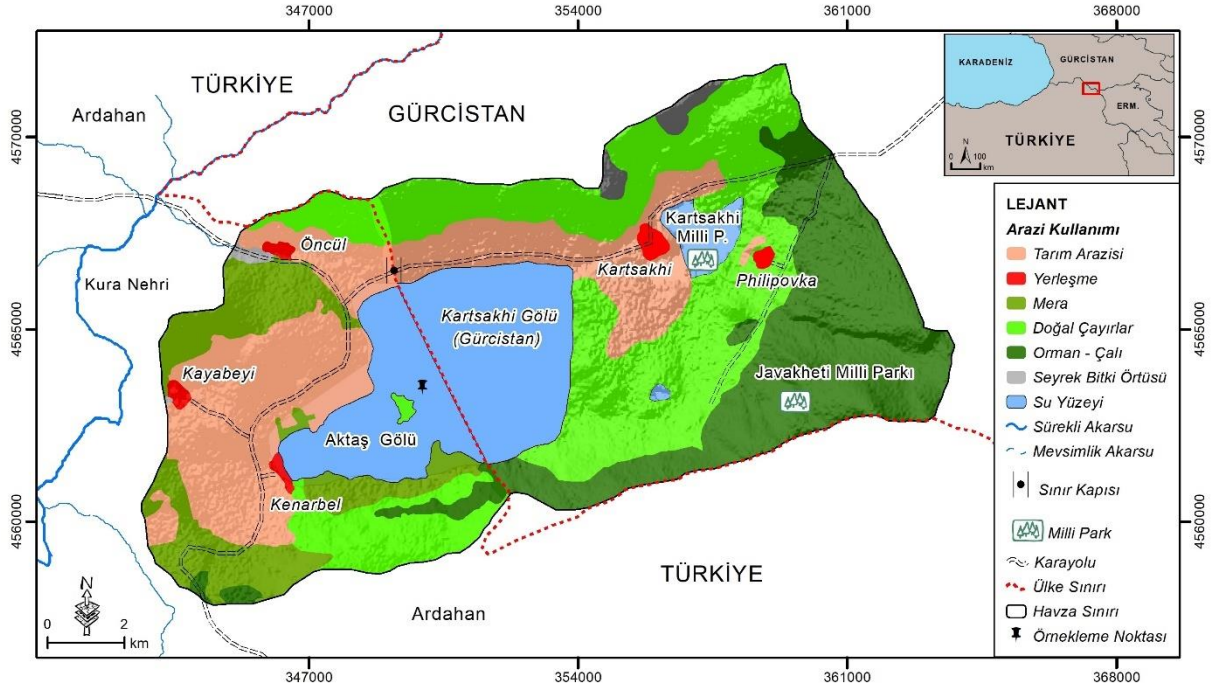 347000
354000
361000
368000
TÜRKİYE
Ardahan
GÜRCİSTAN
KARADENİZ
GÜRCİSTAN
ERM.
TÜRKİYE
N
0 100
km
4570000
4570000
Kura Nehri
Öncül
Kartsakhi
Milli P.
Kartsakhi
Philipovka
Kartsakhi Gölü
(Gürcistan)
4565000
4565000
Kayabeyi
Javakheti Milli Parkı
Aktaş Gölü
Kenarbel
4560000
4560000
TÜRKİYE
Ardahan
N
0 2
km
LEJANT
Arazi Kullanımı
Tarım Arazisi
Yerleşme
Mera
Doğal Çayırlar
Orman - Çalı
Seyrek Bitki Örtüsü
Su Yüzeyi
Sürekli Akarsu
Mevsimlik Akarsu
Sınır Kapısı
Milli Park
Karayolu
Ülke Sınırı
Havza Sınırı
Örnekleme Noktası
347000
354000
361000
368000